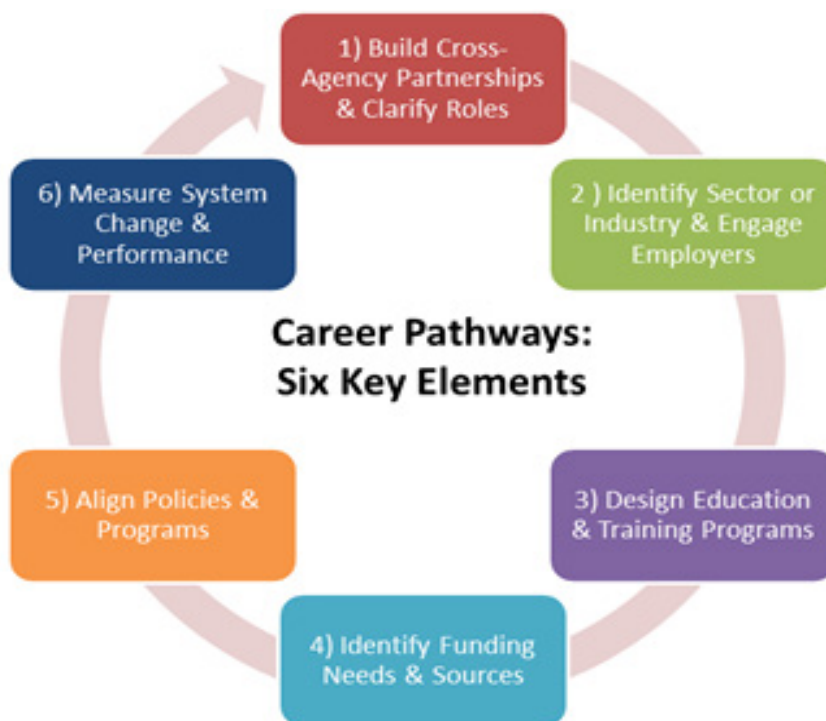 1) Build Cross-
Agency Partnerships
& Clarify Roles
2 ) Identify Sector or
Industry & Engage
Employers
3) Design Education
& Training Programs
4) Identify Funding
Needs & Sources
5) Align Policies &
Programs
6) Measure System
Change &
Performance
Career Pathways:
Six Key Elements